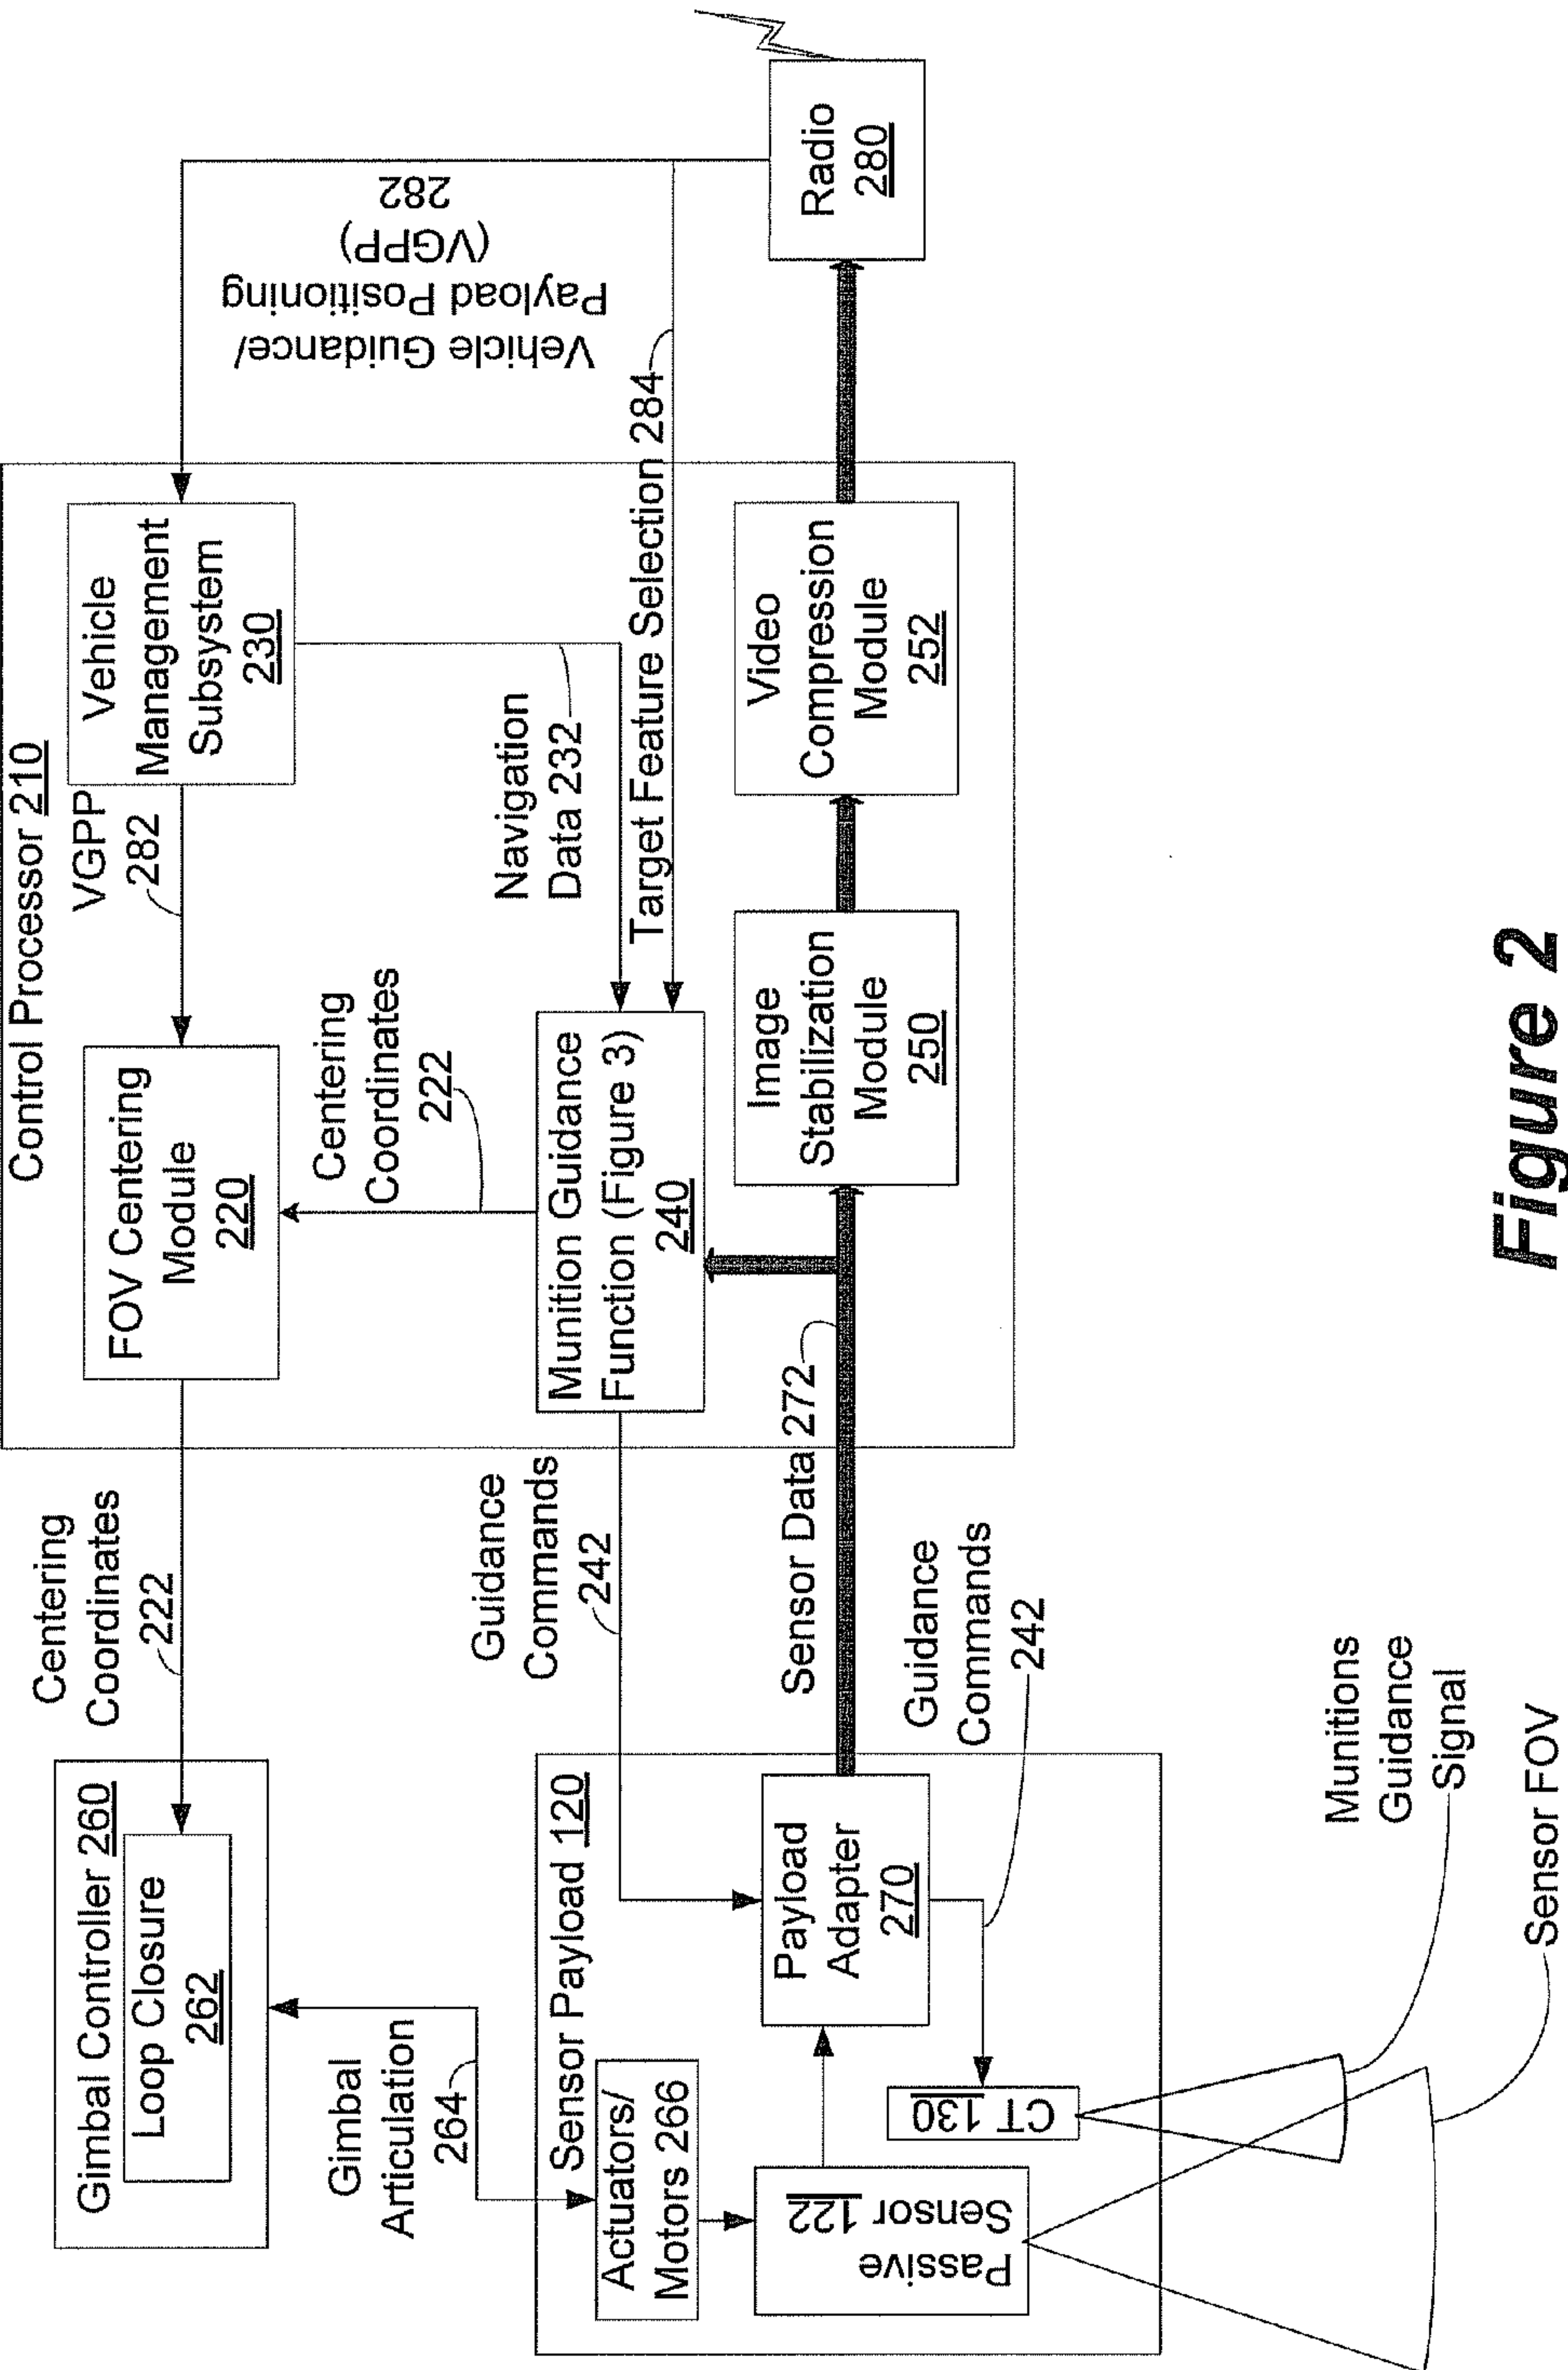 Control Processor 210
Gimbal Controller 260
Loop Closure
262
Centering
Coordinates
222
FOV Centering
Module
220
VGPP
282
Vehicle
Management
Subsystem
230
Vehicle Guidance/
Payload Positioning
(VGPP)
282
Gimbal
Articulation
264
Guidance
Commands
242
Centering
Coordinates
222
Navigation
Data 232
Target Feature Selection 284
Munition Guidance
Function (Figure 3)
240
Sensor Payload 120
Actuators/
Motors 266
Payload
Adapter
270
Sensor Data 272
Image
Stabilization
Module
250
Video
Compression
Module
252
Radio
280
Passive
Sensor 122
CT 130
Guidance
Commands
242
Munitions
Guidance
Signal
Sensor FOV
Figure 2